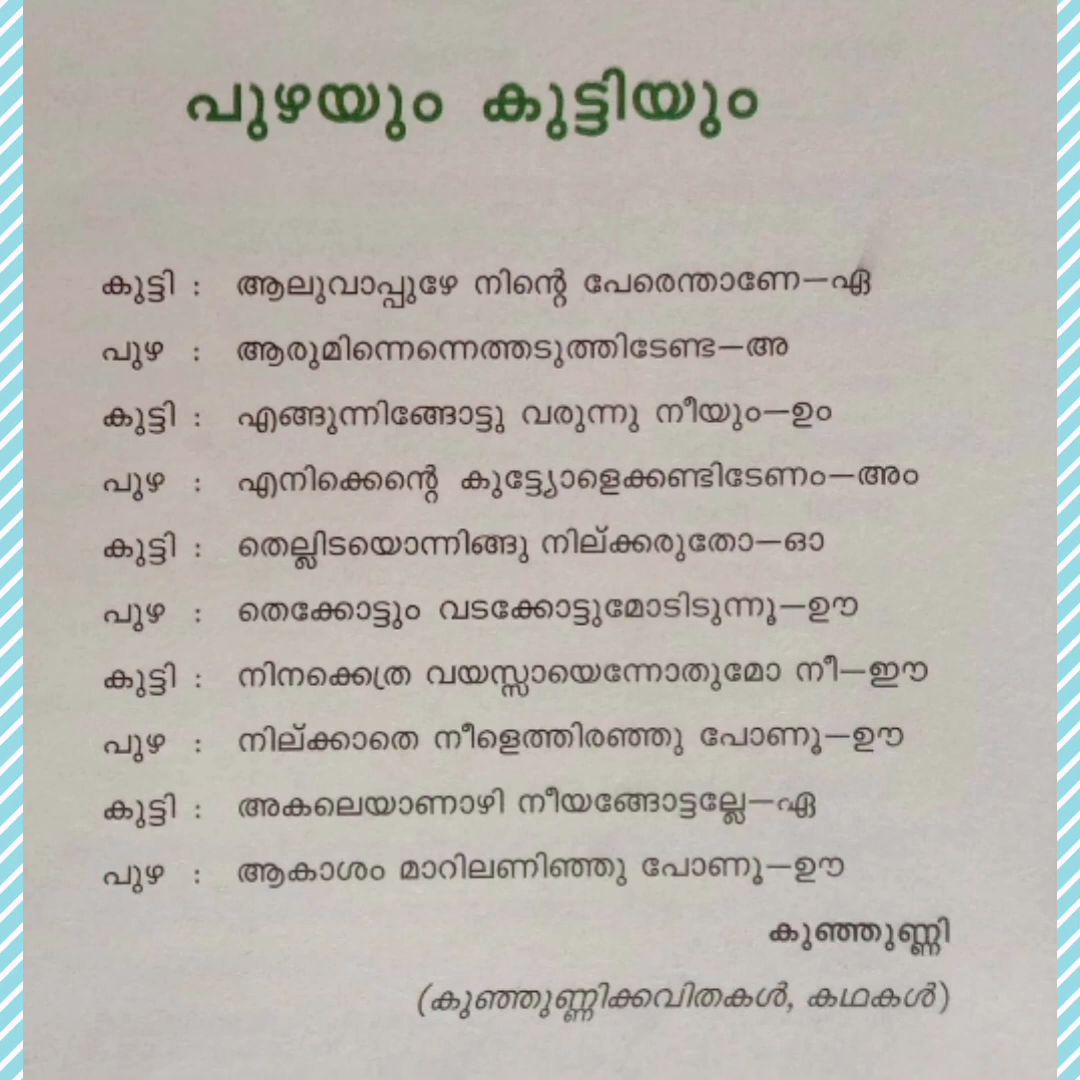 പുഴയും കുട്ടിയും
കുട്ടി : ആലുവാപ്പുഴേ നിന്റെ പേരെന്താണേ—ഏ
പുഴ : ആരുമിന്നെന്നെത്തടുത്തിടേണ്ട—അ
കുട്ടി : എങ്ങുന്നിങ്ങോട്ടു വരുന്നു നീയും—ഉം
പുഴ : എനിക്കെന്റെ കുട്ട്യോളെക്കണ്ടിടേണം—അം
കുട്ടി : തെല്ലിടയൊന്നിങ്ങു നില്ക്കരുതോ—ഓ
പുഴ : തെക്കോട്ടും വടക്കോട്ടുമോടിടുന്നൂ—ഊ
കുട്ടി : നിനക്കെത്ര വയസ്സായെന്നോതുമോ നീ—ഈ
പുഴ : നില്ക്കാതെ നീളെത്തിരഞ്ഞു പോണൂ—ഊ
കുട്ടി : അകലെയാണാഴി നീയങ്ങോട്ടല്ലേ—ഏ
പുഴ : ആകാശം മാറിലണിഞ്ഞു പോണൂ—ഊ
കുഞ്ഞുണ്ണി
(കുഞ്ഞുണ്ണിക്കവിതകൾ, കഥകൾ)